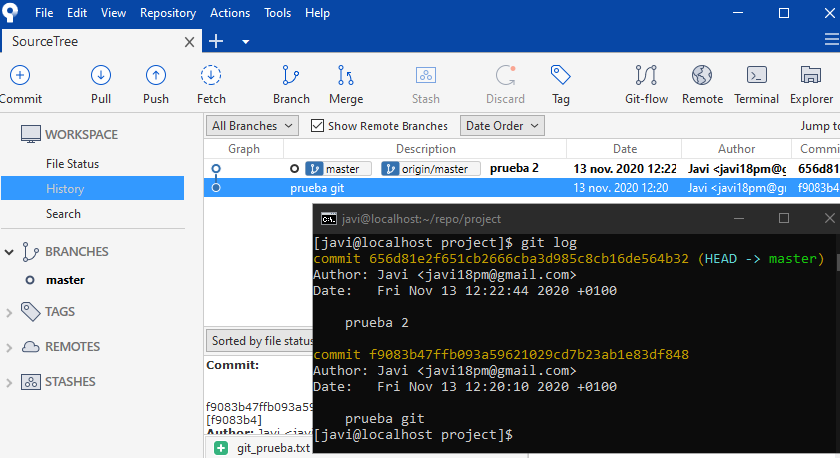 File Edit View Repository Actions Tools Help
SourceTree
Commit Pull Push Fetch Branch Merge Stash Discard Tag Git-flow Remote Terminal Explorer
WORKSPACE
File Status
History
Search
BRANCHES
master
TAGS
REMOTES
STASHES
All Branches Show Remote Branches Date Order Jump to
Graph Description Date Author Commi
master origin/master prueba 2 13 nov. 2020 12:22 Javi <javi18pm@g 656d81
prueba git 13 nov. 2020 12:20 Javi <javi18pm@g f9083b4
Sorted by file status
Commit:
f9083b47ffb093a59
[f9083b4]
Author: Javi <jav
git_prueba.txt
javi@localhost:~/repo/project
[javi@localhost project]$ git log
commit 656d81e2f651cb2666cba3d985c8cb16de564b32 (HEAD -> master)
Author: Javi <javi18pm@gmail.com>
Date: Fri Nov 13 12:22:44 2020 +0100
prueba 2
commit f9083b47ffb093a59621029cd7b23ab1e83df848
Author: Javi <javi18pm@gmail.com>
Date: Fri Nov 13 12:20:10 2020 +0100
prueba git
[javi@localhost project]$